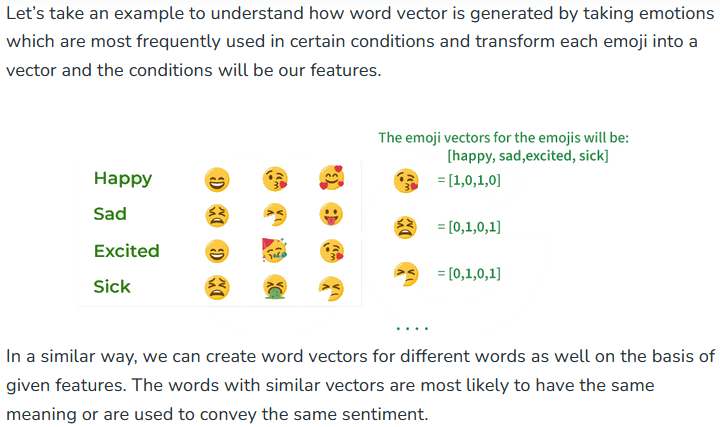 Let’s take an example to understand how word vector is generated by taking emotions
which are most frequently used in certain conditions and transform each emoji into a
vector and the conditions will be our features.
The emoji vectors for the emojis will be:
[happy, sad,excited, sick]
Happy
= [1,0,1,0]
Sad
= [0,1,0,1]
Excited
Sick
= [0,1,0,1]
....
In a similar way, we can create word vectors for different words as well on the basis of
given features. The words with similar vectors are most likely to have the same
meaning or are used to convey the same sentiment.